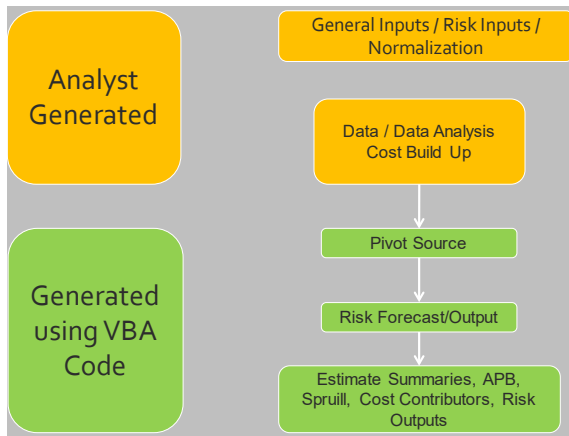 Analyst
Generated
General Inputs / Risk Inputs /
Normalization
Data / Data Analysis
Cost Build Up
Generated
using VBA
Code
Pivot Source
Risk Forecast/Output
Estimate Summaries, APB,
Spruill, Cost Contributors, Risk
Outputs